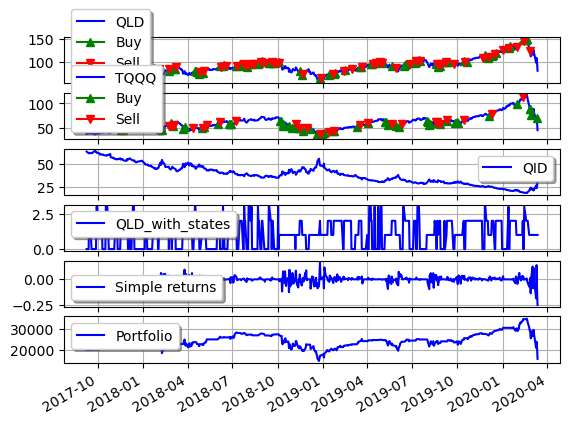 QLD
Buy
Sell
150
100
TQQQ
Buy
Sell
100
50
QID
50
25
QLD_with_states
2.5
0.0
Simple returns
0.00
−0.25
Portfolio
30000
20000
2017-10
2018-01
2018-04
2018-07
2018-10
2019-01
2019-04
2019-07
2019-10
2020-01
2020-04